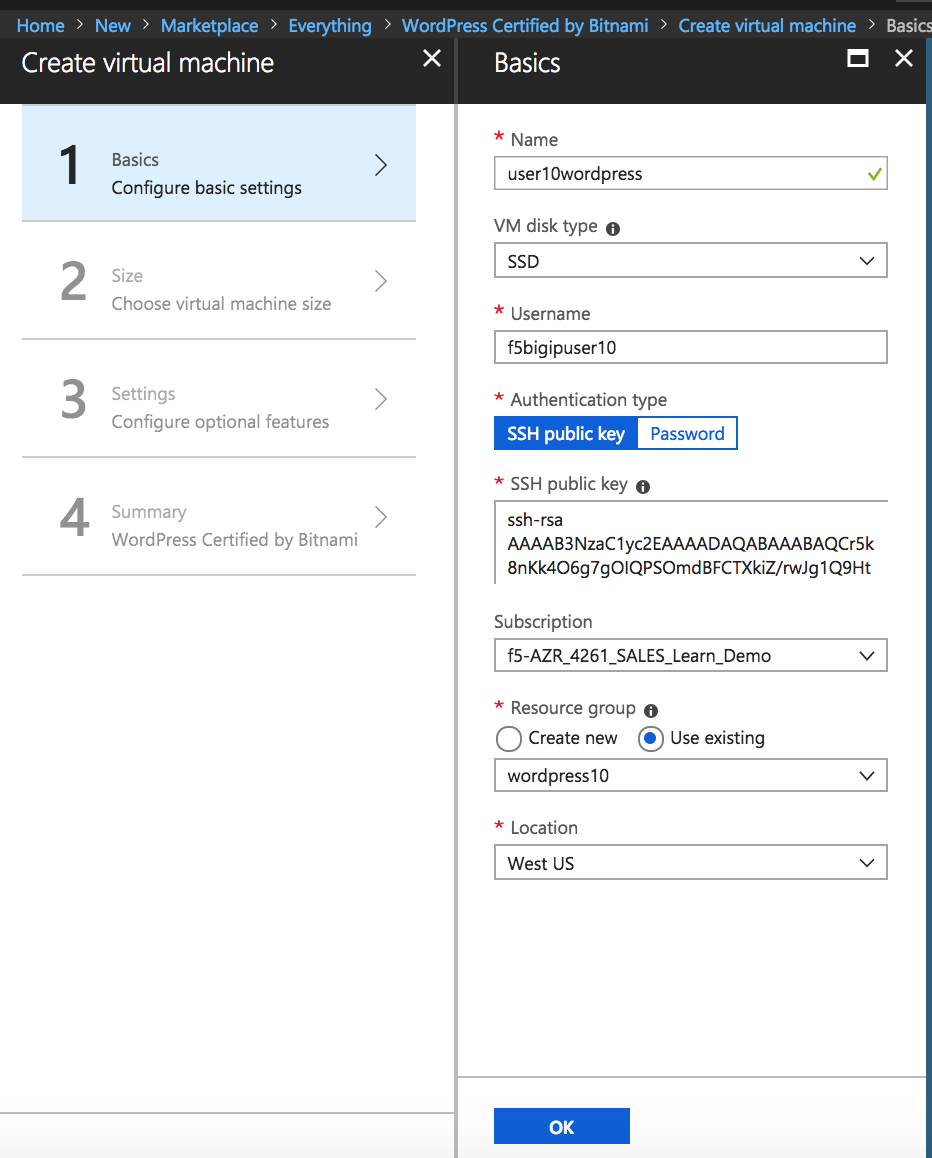 Home > New > Marketplace > Everything > WordPress Certified by Bitnami > Create virtual machine > Basics
Create virtual machine
1
Basics
Configure basic settings
2
Size
Choose virtual machine size
3
Settings
Configure optional features
4
Summary
WordPress Certified by Bitnami
Basics
* Name
user10wordpress
VM disk type
SSD
* Username
f5bigipuser10
* Authentication type
SSH public key Password
* SSH public key
ssh-rsa
AAAAB3NzaC1yc2EAAAADAQABAAABAQCr5k
8nKk4O6g7gOIQPSOmdBFCTXkiZ/rwJg1Q9Ht
Subscription
f5-AZR_4261_SALES_Learn_Demo
* Resource group
Create new Use existing
wordpress10
* Location
West US
OK